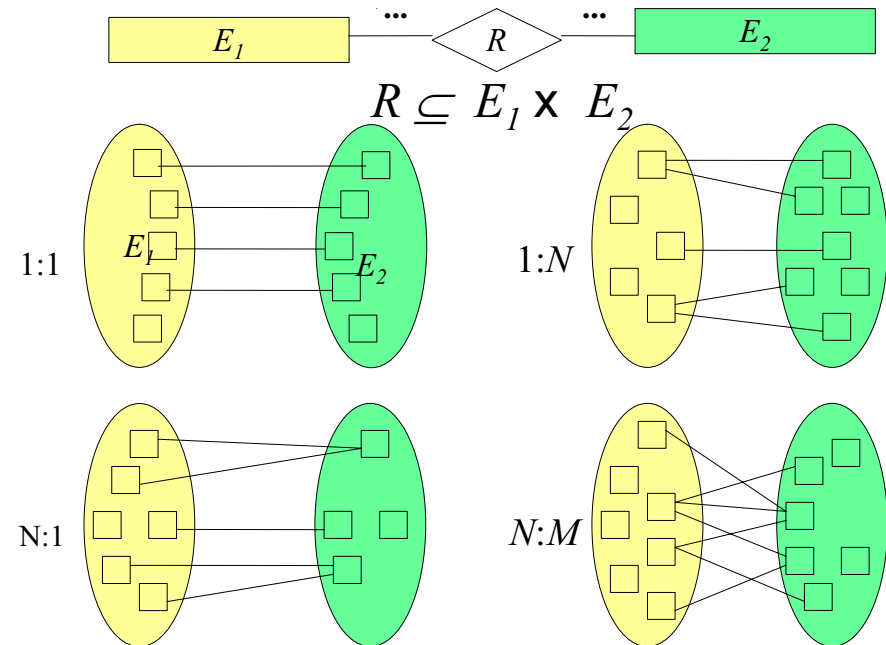 ... ...
E₁ R E₂
R ⊆ E₁ x E₂
1:1 E₁ E₂
1:N
N:1
N:M